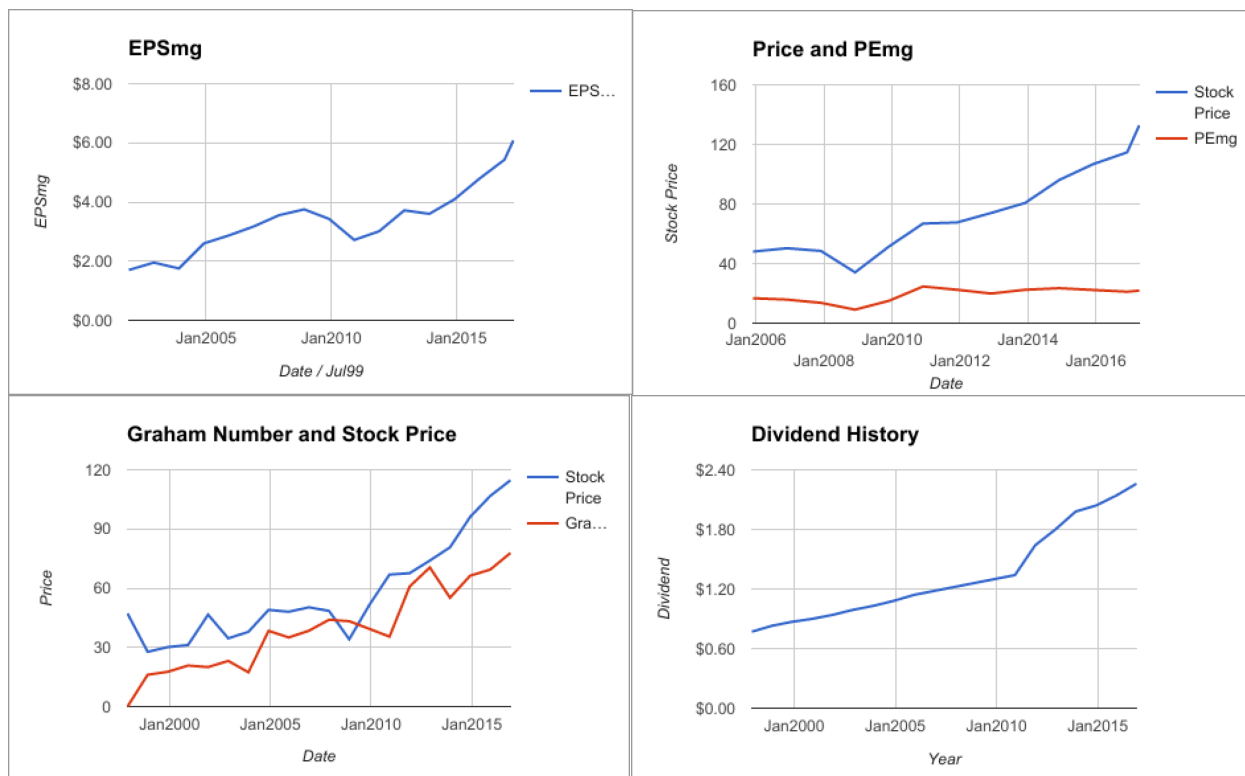 EPSmg
$8.00
$6.00
$4.00
$2.00
$0.00
EPSmg
Jan2005
Jan2010
Jan2015
Date / Jul99
EPS…
Price and PEmg
160
120
80
40
0
Stock Price
Jan2006
Jan2008
Jan2010
Jan2012
Jan2014
Jan2016
Date
Stock
Price
PEmg
Graham Number and Stock Price
120
90
60
30
0
Price
Jan2000
Jan2005
Jan2010
Jan2015
Date
Stock
Price
Gra…
Dividend History
$2.40
$1.80
$1.20
$0.60
$0.00
Dividend
Jan2000
Jan2005
Jan2010
Jan2015
Year